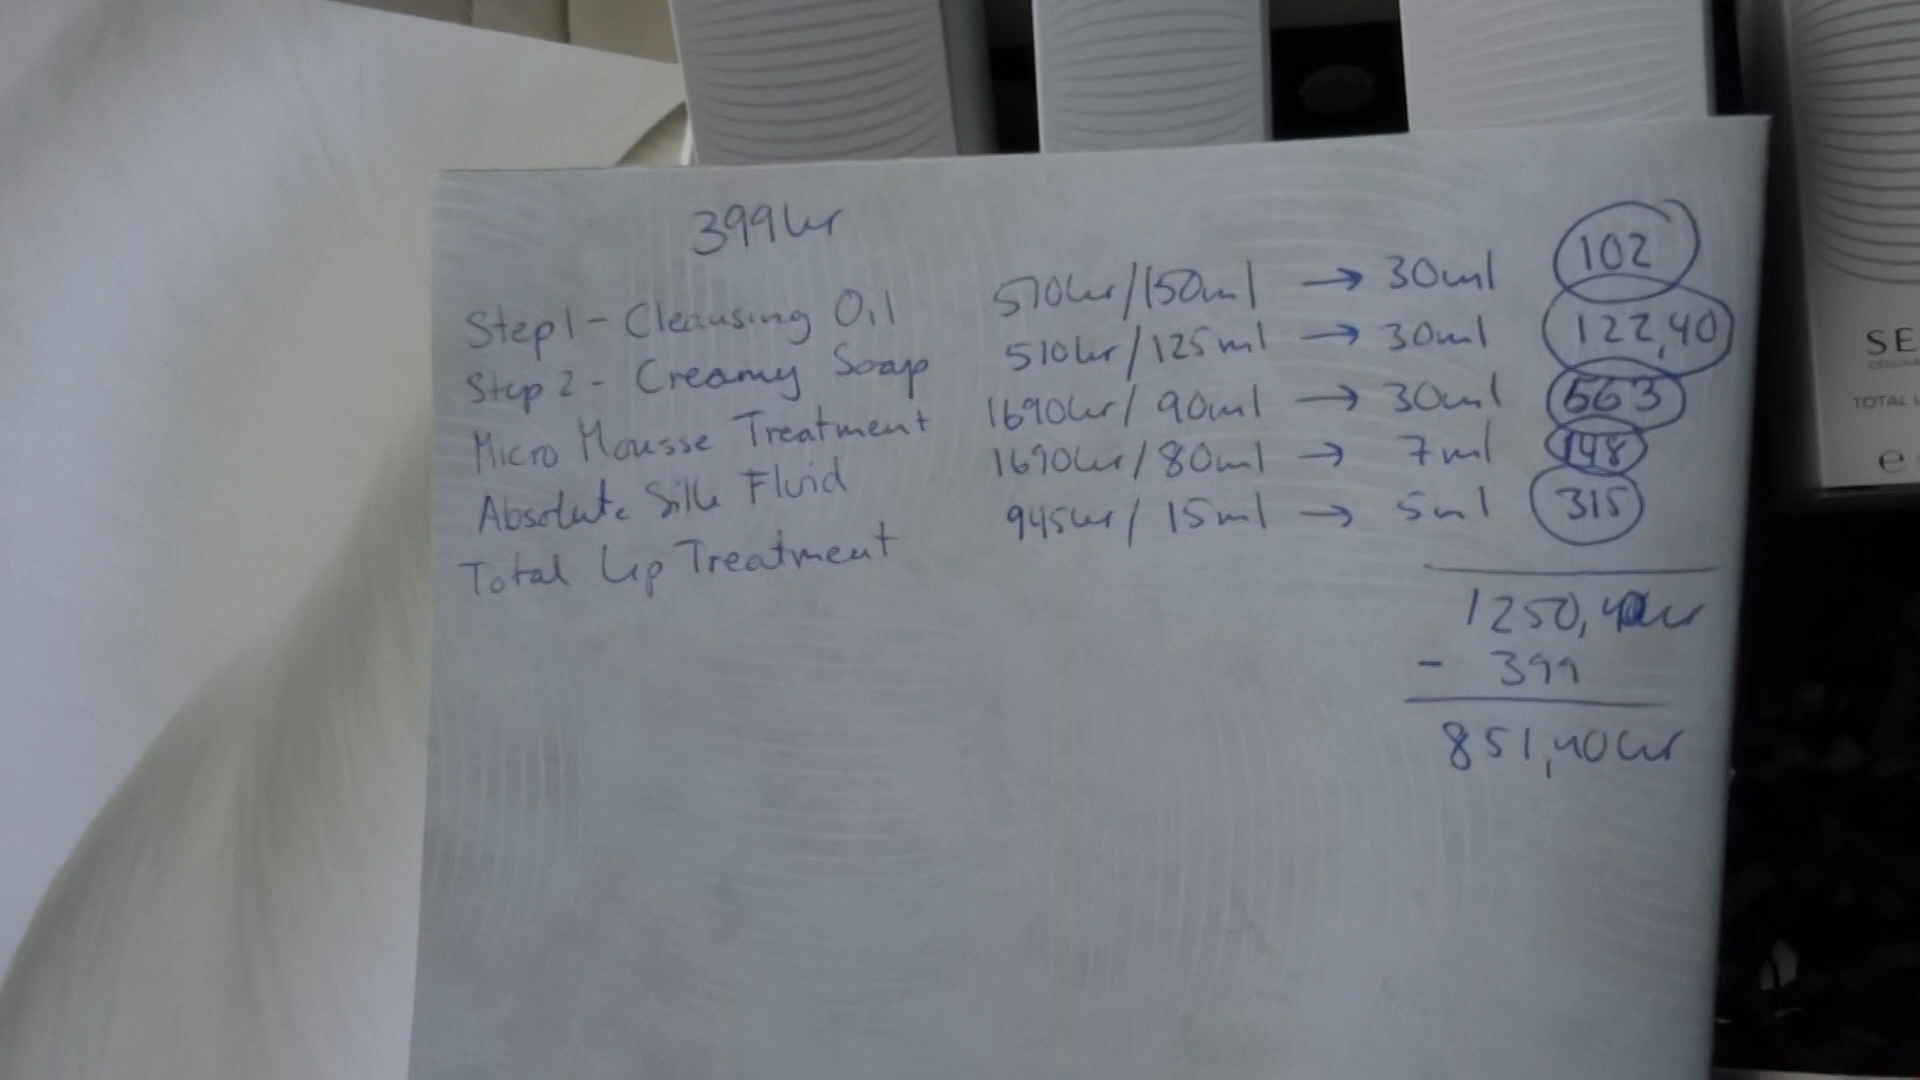 399kr
Step 1 - Cleansing Oil 510kr/150ml → 30ml 102
Step 2 - Creamy Soap 510kr/125ml → 30ml 122,40
Micro Mousse Treatment 1690kr/90ml → 30ml 563
Absolute Silk Fluid 1690kr/80ml → 7ml 148
Total Lip Treatment 945kr/15ml → 5ml 315
1250,40kr
- 399
851,40kr
SE
TOTAL L
e